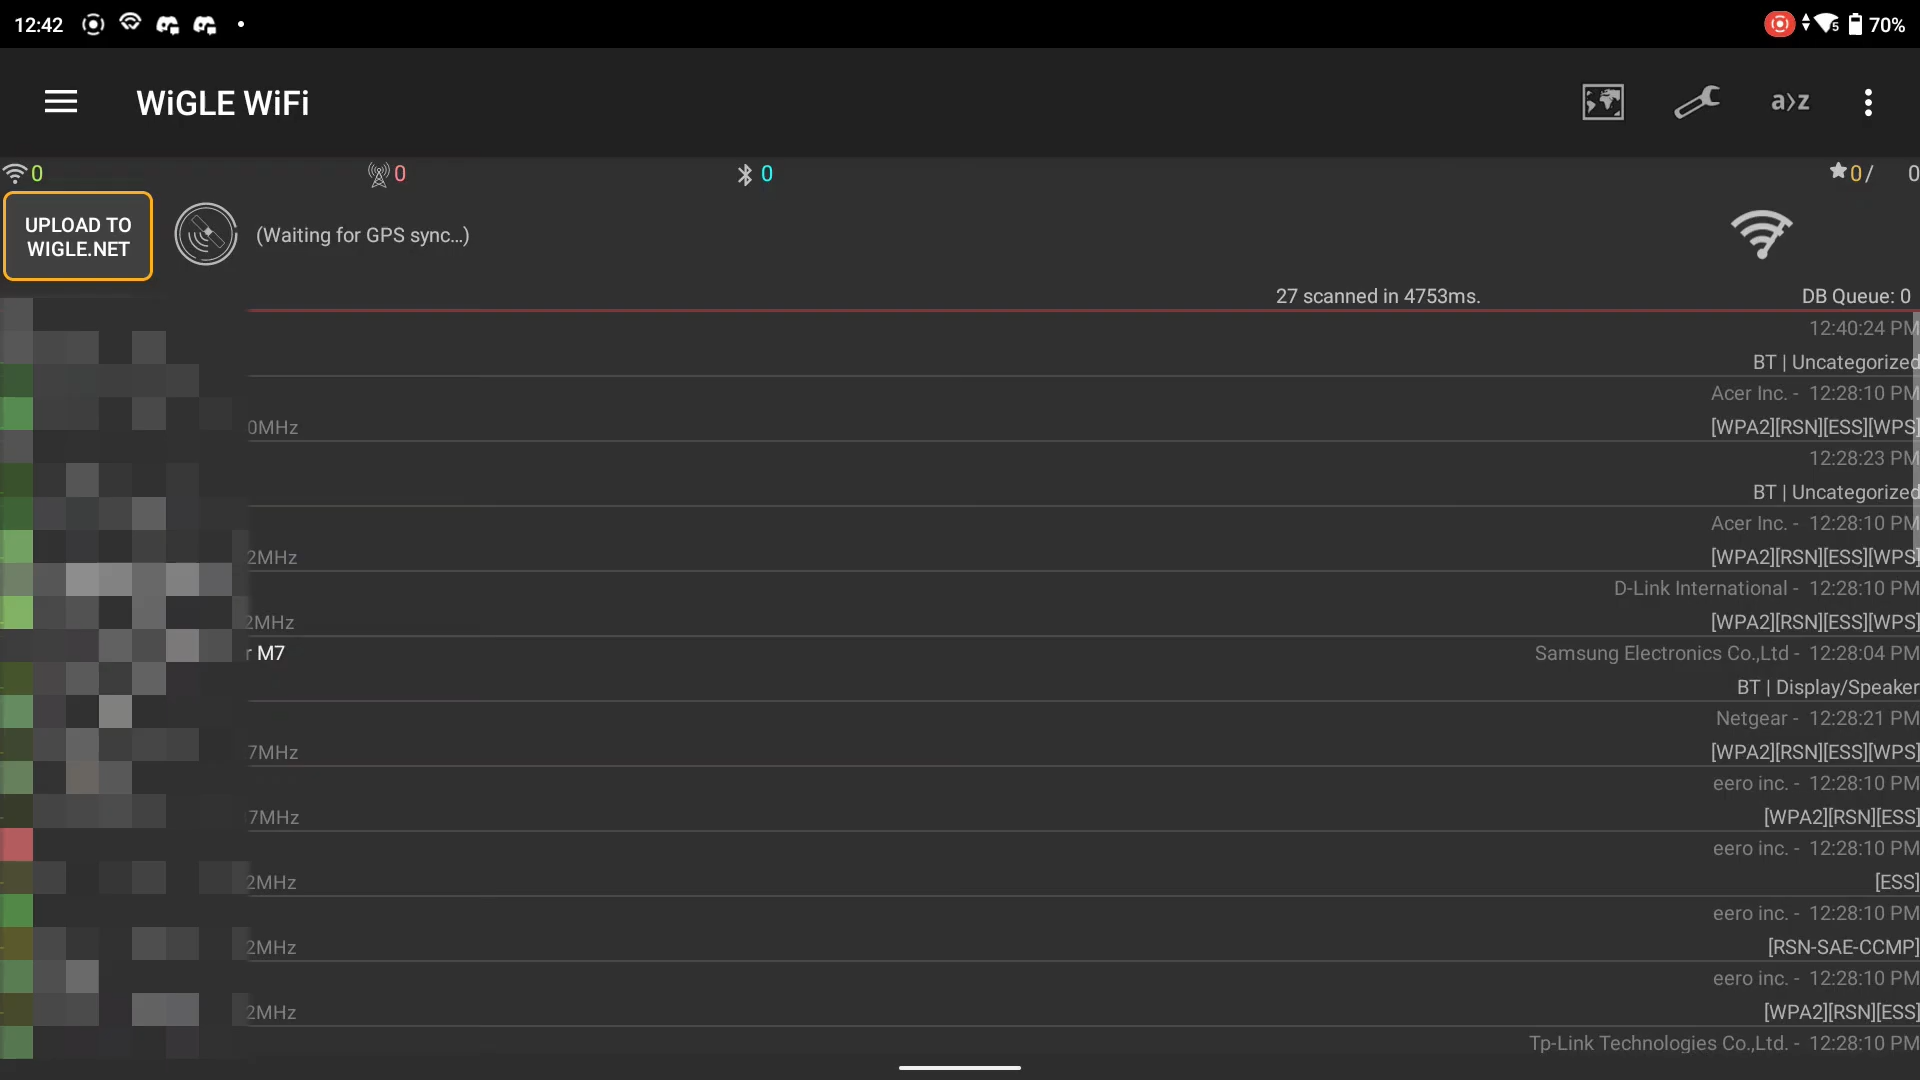 12:42
5 70%
WiGLE WiFi
a⟩z
0
0
0
0 / 0
UPLOAD TO
WIGLE.NET
(Waiting for GPS sync...)
27 scanned in 4753ms.
DB Queue: 0
12:40:24 PM
BT | Uncategorized
Acer Inc. - 12:28:10 PM
0MHz
[WPA2][RSN][ESS][WPS]
12:28:23 PM
BT | Uncategorized
Acer Inc. - 12:28:10 PM
2MHz
[WPA2][RSN][ESS][WPS]
D-Link International - 12:28:10 PM
2MHz
[WPA2][RSN][ESS][WPS]
r M7
Samsung Electronics Co.,Ltd - 12:28:04 PM
BT | Display/Speaker
Netgear - 12:28:21 PM
7MHz
[WPA2][RSN][ESS][WPS]
eero inc. - 12:28:10 PM
7MHz
[WPA2][RSN][ESS]
eero inc. - 12:28:10 PM
2MHz
[ESS]
eero inc. - 12:28:10 PM
2MHz
[RSN-SAE-CCMP]
eero inc. - 12:28:10 PM
2MHz
[WPA2][RSN][ESS]
Tp-Link Technologies Co.,Ltd. - 12:28:10 PM